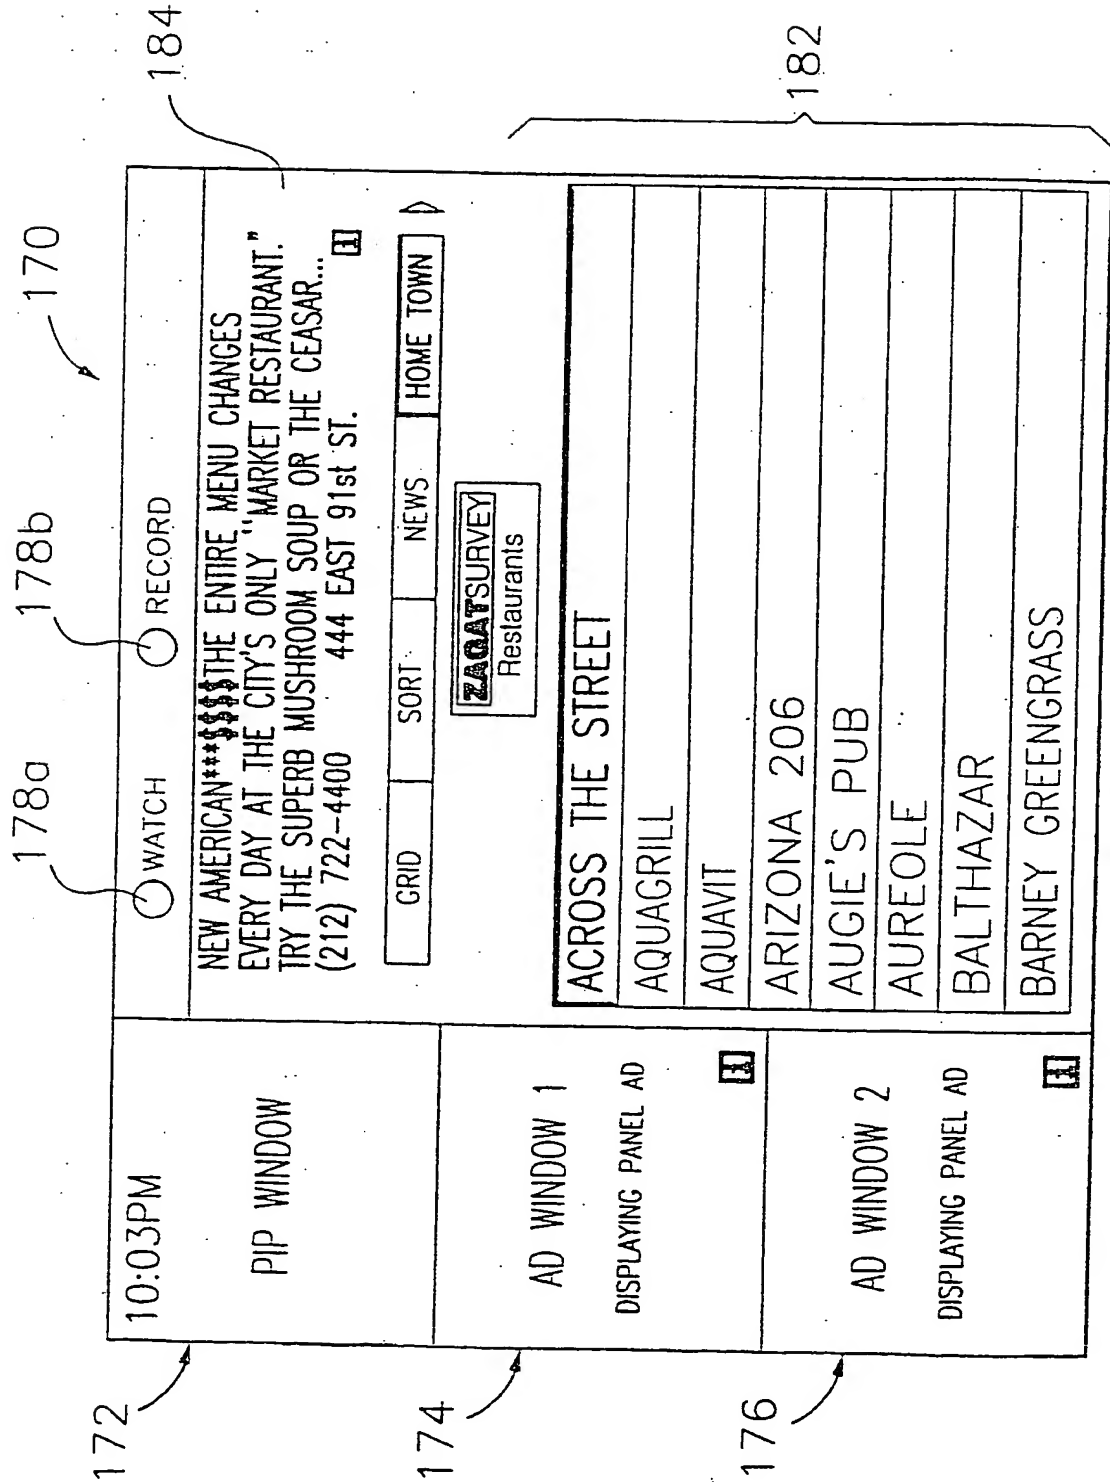 170
178a
178b
184
172
10:03PM
PIP WINDOW
174
AD WINDOW 1
DISPLAYING PANEL AD
i
176
AD WINDOW 2
DISPLAYING PANEL AD
i
WATCH
RECORD
NEW AMERICAN***$$$$THE ENTIRE MENU CHANGES
EVERY DAY AT THE CITY'S ONLY "MARKET RESTAURANT."
TRY THE SUPERB MUSHROOM SOUP OR THE CEASAR...
(212) 722-4400 444 EAST 91st ST.
i
GRID SORT NEWS HOME TOWN
ZAGATSURVEY
Restaurants
ACROSS THE STREET
AQUAGRILL
AQUAVIT
ARIZONA 206
AUGIE'S PUB
AUREOLE
BALTHAZAR
BARNEY GREENGRASS
182